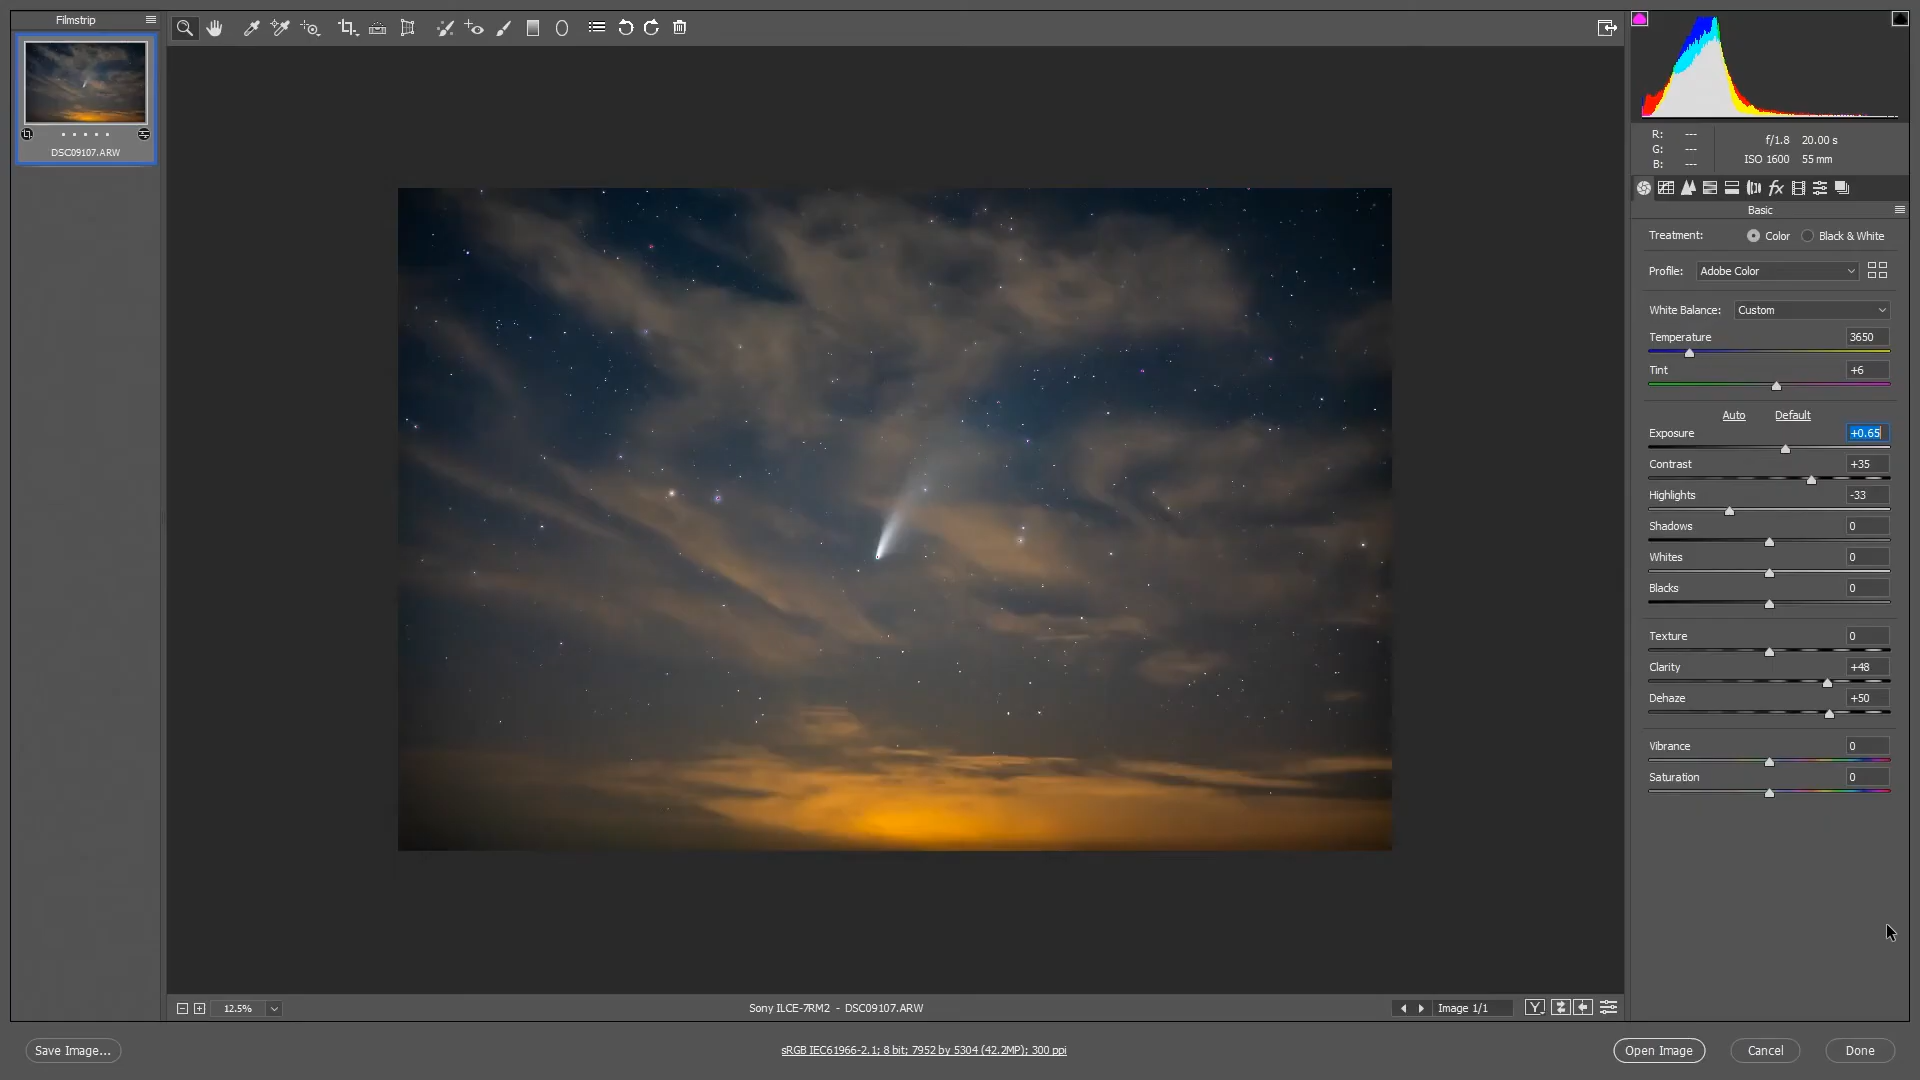 Filmstrip
DSC09107.ARW
R: ---
G: ---
B: ---
f/1.8 20.00 s
ISO 1600 55 mm
Basic
Treatment: Color Black & White
Profile: Adobe Color
White Balance: Custom
Temperature 3650
Tint +6
Auto Default
Exposure +0.65
Contrast +35
Highlights -33
Shadows 0
Whites 0
Blacks 0
Texture 0
Clarity +48
Dehaze +50
Vibrance 0
Saturation 0
12.5%
Sony ILCE-7RM2 - DSC09107.ARW
Image 1/1
Y
Save Image...
sRGB IEC61966-2.1; 8 bit; 7952 by 5304 (42.2MP); 300 ppi
Open Image
Cancel
Done